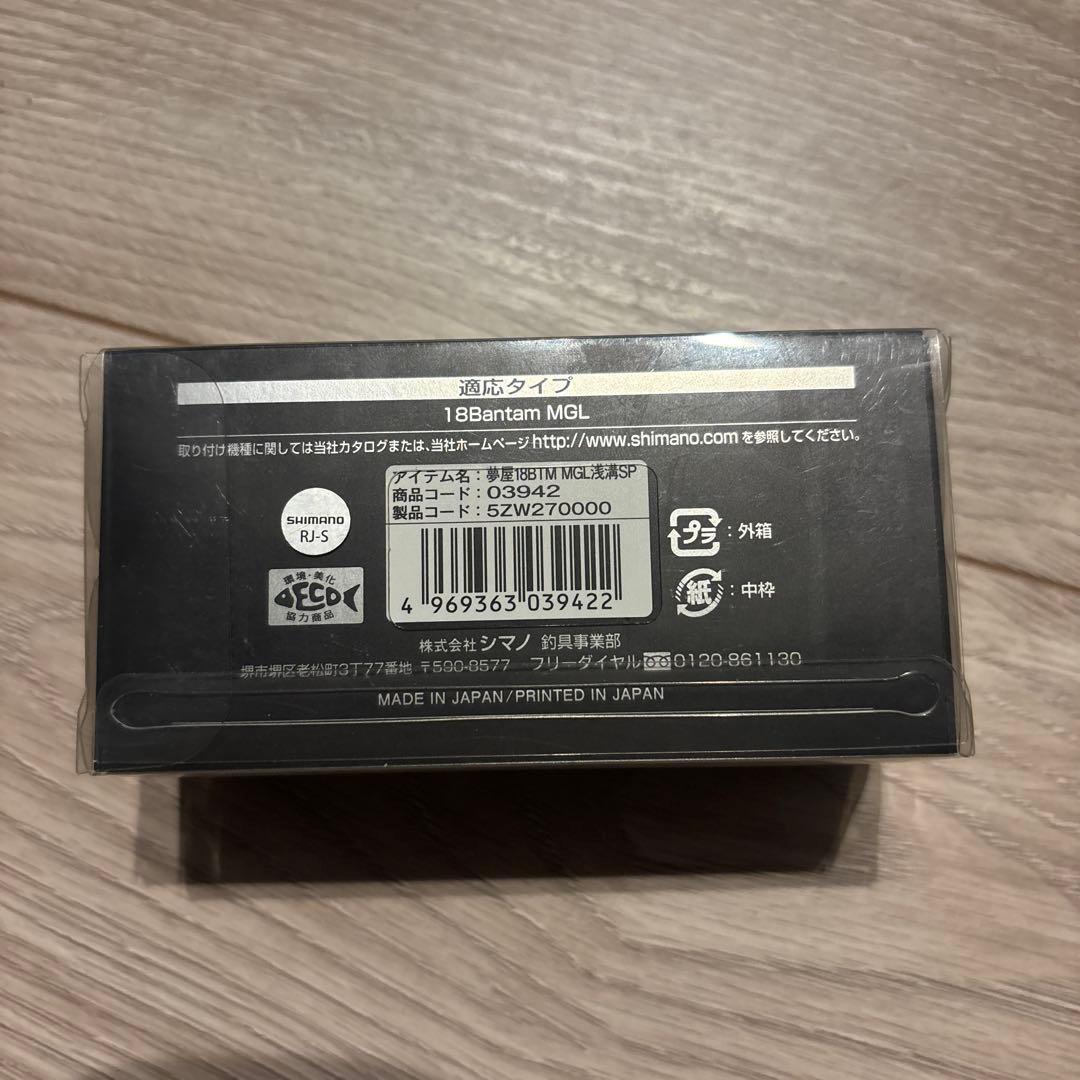 適応タイプ
18Bantam MGL
取り付け機種に関しては当社カタログまたは、当社ホームページhttp://www.shimano.comを参照してください。
アイテム名：夢屋18BTM MGL浅溝SP
商品コード：03942
製品コード：5ZW270000
4 969363 039422
SHIMANO
RJ-S
環境・美化
DECO
協力商品
プラ：外箱
紙：中枠
株式会社シマノ 釣具事業部
堺市堺区老松町3丁77番地 〒590-8577 フリーダイヤル 0120-861130
MADE IN JAPAN/PRINTED IN JAPAN